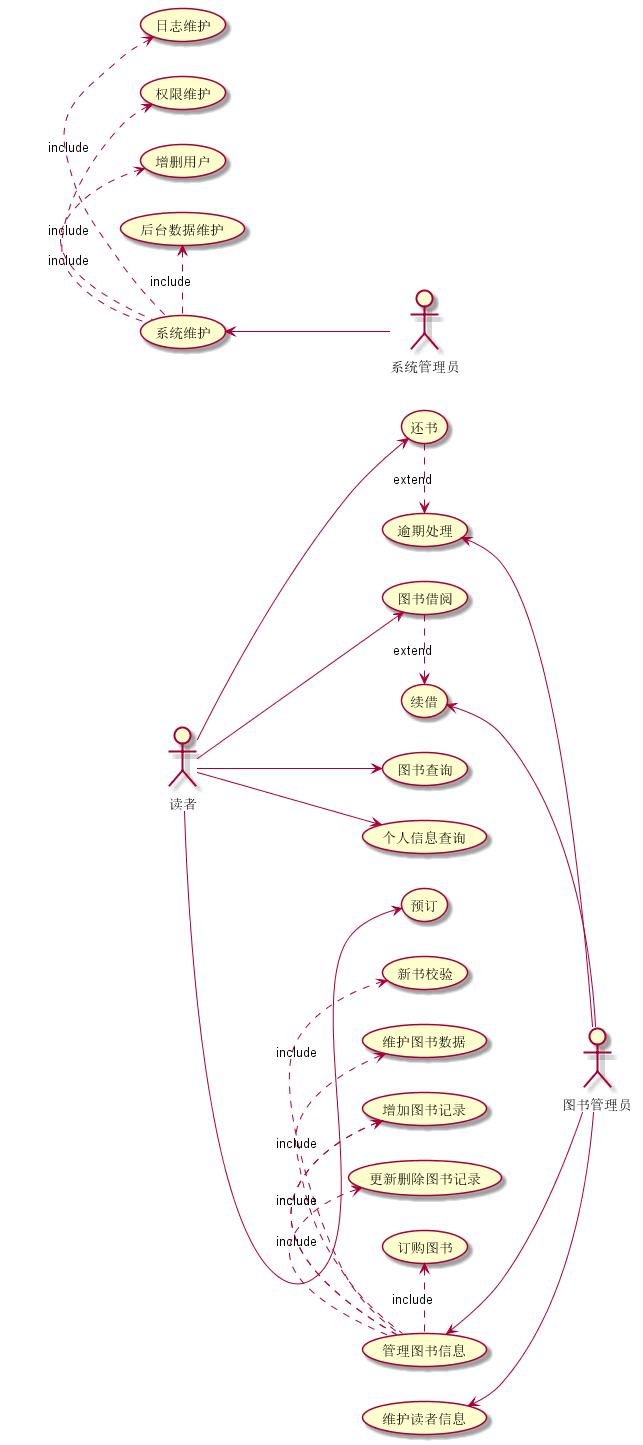 日志维护
权限维护
include
增删用户
后台数据维护
include
include
include
系统维护
系统管理员
还书
extend
逾期处理
图书借阅
extend
续借
图书查询
读者
个人信息查询
预订
新书校验
include
维护图书数据
图书管理员
增加图书记录
include
更新删除图书记录
include
include
订购图书
include
管理图书信息
维护读者信息